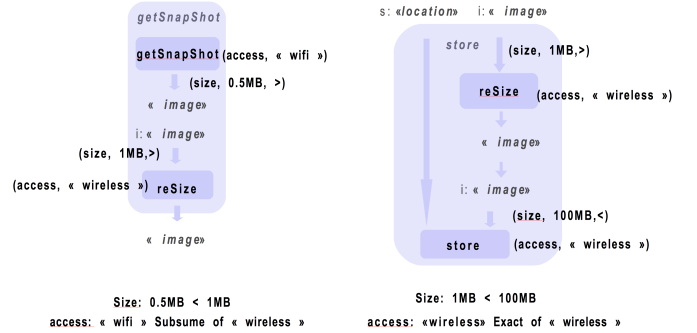 getSnapShot
getSnapShot (access, « wifi »)
(size, 0.5MB, >)
« image»
i: « image»
(size, 1MB,>)
(access, « wireless ») reSize
« image»
Size: 0.5MB < 1MB
access: « wifi » Subsume of « wireless »
s: «location» i: « image»
store
(size, 1MB,>)
reSize (access, « wireless »)
« image»
i: « image»
(size, 100MB,<)
store (access, « wireless »)
Size: 1MB < 100MB
access: «wireless» Exact of « wireless »